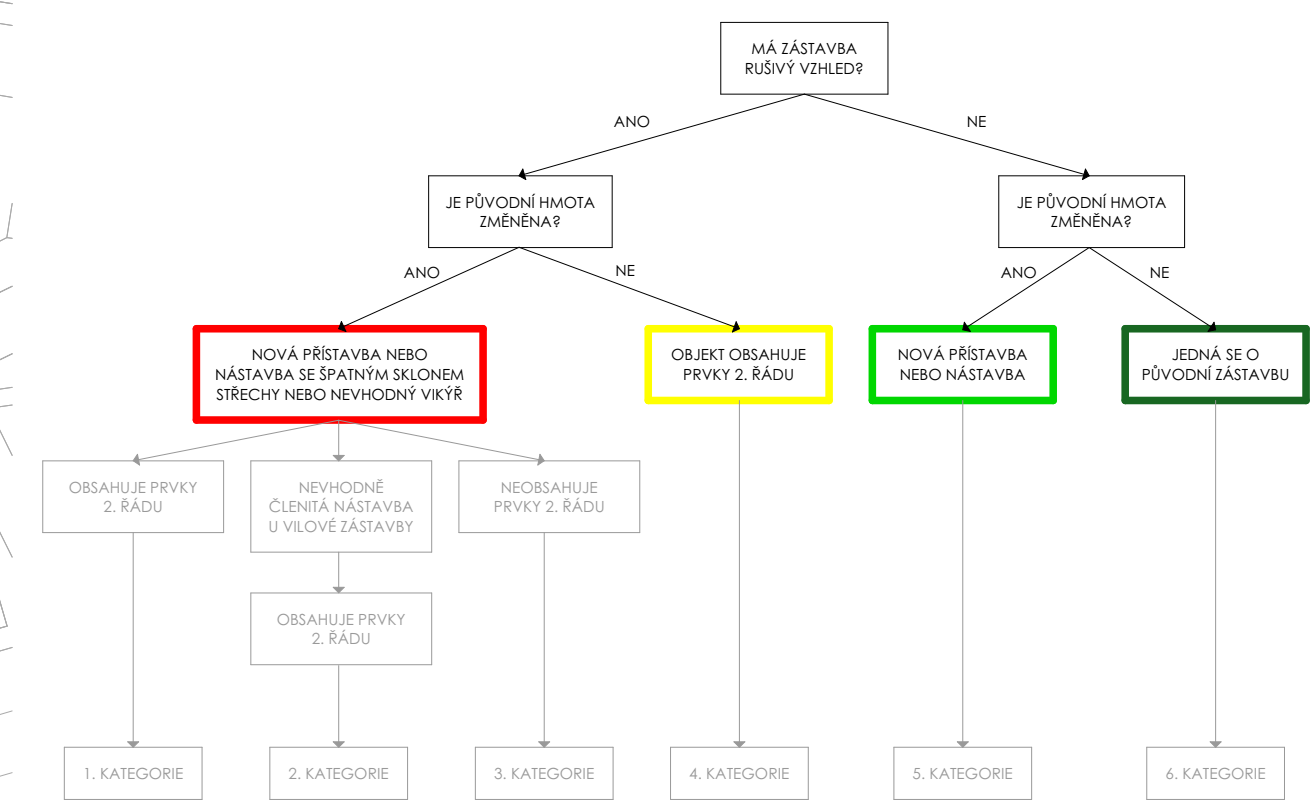 MÁ ZÁSTAVBA
RUŠIVÝ VZHLED?
ANO
NE
JE PŮVODNÍ HMOTA
ZMĚNĚNA?
JE PŮVODNÍ HMOTA
ZMĚNĚNA?
ANO
NE
ANO
NE
NOVÁ PŘÍSTAVBA NEBO
NÁSTAVBA SE ŠPATNÝM SKLONEM
STŘECHY NEBO NEVHODNÝ VIKÝŘ
OBJEKT OBSAHUJE
PRVKY 2. ŘÁDU
NOVÁ PŘÍSTAVBA
NEBO NÁSTAVBA
JEDNÁ SE O
PŮVODNÍ ZÁSTAVBU
OBSAHUJE PRVKY
2. ŘÁDU
NEVHODNĚ
ČLENITÁ NÁSTAVBA
U VILOVÉ ZÁSTAVBY
NEOBSAHUJE
PRVKY 2. ŘÁDU
OBSAHUJE PRVKY
2. ŘÁDU
1. KATEGORIE
2. KATEGORIE
3. KATEGORIE
4. KATEGORIE
5. KATEGORIE
6. KATEGORIE